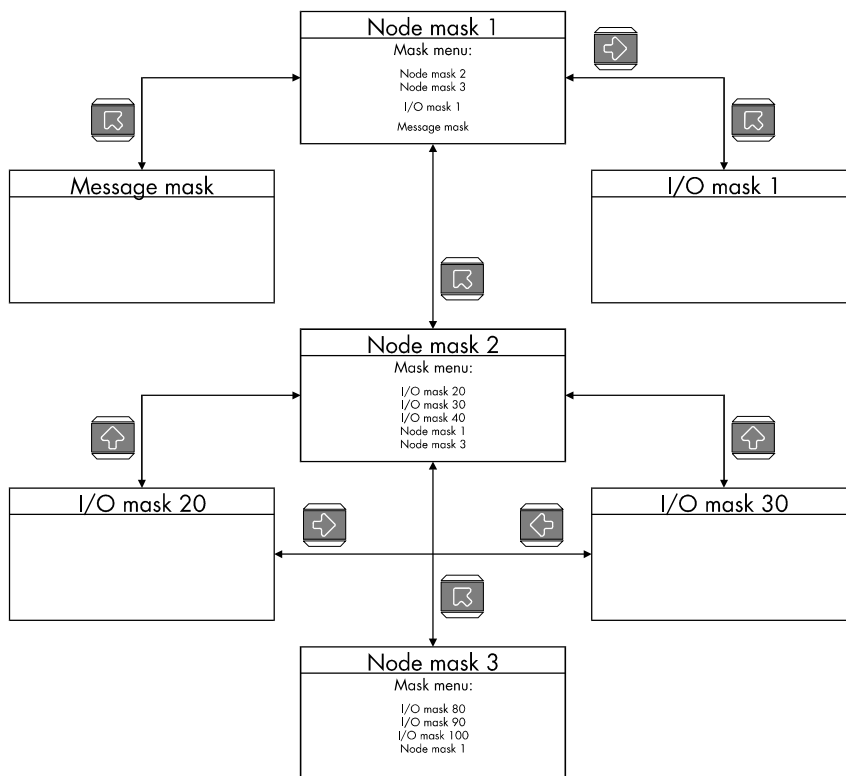 Node mask 1
Mask menu:
Node mask 2
Node mask 3
I/O mask 1
Message mask
Message mask
I/O mask 1
Node mask 2
Mask menu:
I/O mask 20
I/O mask 30
I/O mask 40
Node mask 1
Node mask 3
I/O mask 20
I/O mask 30
Node mask 3
Mask menu:
I/O mask 80
I/O mask 90
I/O mask 100
Node mask 1